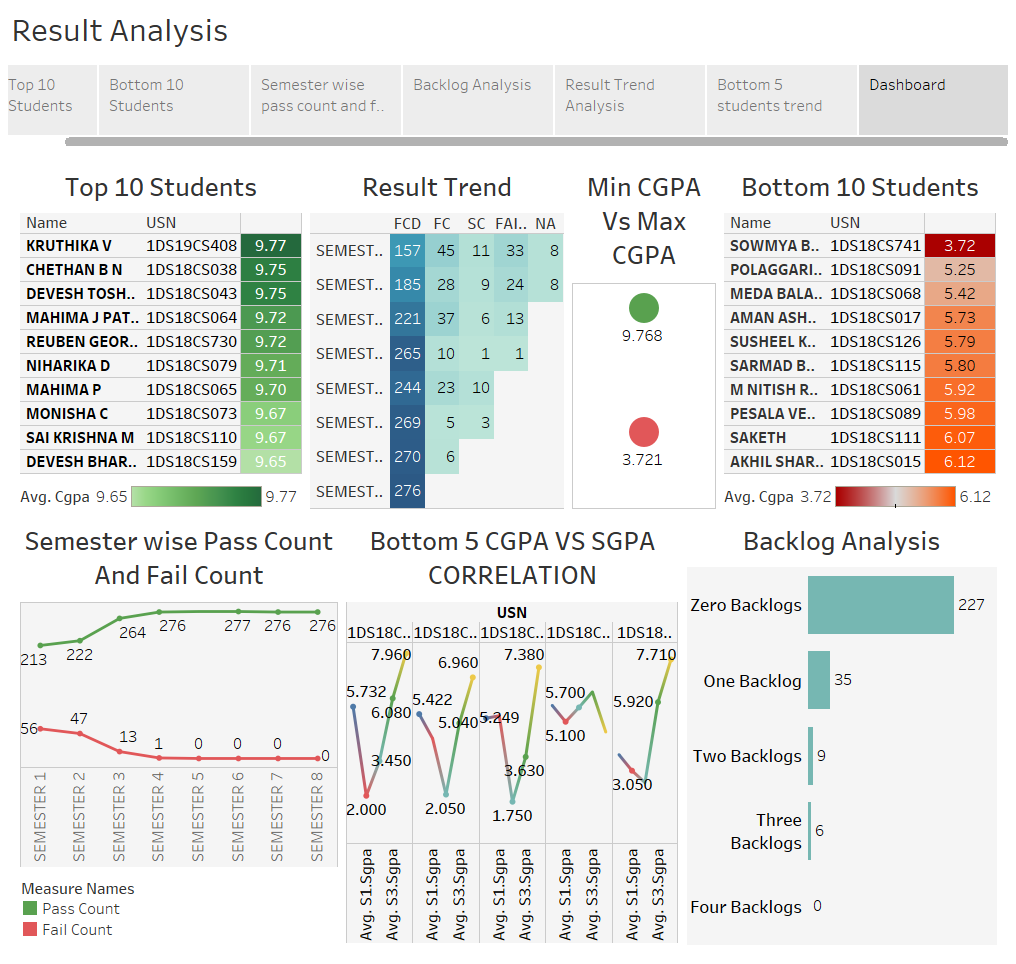 Result Analysis
Top 10
Students
Bottom 10
Students
Semester wise
pass count and f..
Backlog Analysis
Result Trend
Analysis
Bottom 5
students trend
Dashboard
Top 10 Students
Name USN
KRUTHIKA V 1DS19CS408 9.77
CHETHAN B N 1DS18CS038 9.75
DEVESH TOSH.. 1DS18CS043 9.75
MAHIMA J PAT.. 1DS18CS064 9.72
REUBEN GEOR.. 1DS18CS730 9.72
NIHARIKA D 1DS18CS079 9.71
MAHIMA P 1DS18CS065 9.70
MONISHA C 1DS18CS073 9.67
SAI KRISHNA M 1DS18CS110 9.67
DEVESH BHAR.. 1DS18CS159 9.65
Avg. Cgpa 9.65 9.77
Result Trend
FCD FC SC FAI.. NA
SEMEST.. 157 45 11 33 8
SEMEST.. 185 28 9 24 8
SEMEST.. 221 37 6 13
SEMEST.. 265 10 1 1
SEMEST.. 244 23 10
SEMEST.. 269 5 3
SEMEST.. 270 6
SEMEST.. 276
Min CGPA
Vs Max
CGPA
9.768
3.721
Bottom 10 Students
Name USN
SOWMYA B.. 1DS18CS741 3.72
POLAGGARI.. 1DS18CS091 5.25
MEDA BALA.. 1DS18CS068 5.42
AMAN ASH.. 1DS18CS017 5.73
SUSHEEL K.. 1DS18CS126 5.79
SARMAD B.. 1DS18CS115 5.80
M NITISH R.. 1DS18CS061 5.92
PESALA VE.. 1DS18CS089 5.98
SAKETH 1DS18CS111 6.07
AKHIL SHAR.. 1DS18CS015 6.12
Avg. Cgpa 3.72 6.12
Semester wise Pass Count
And Fail Count
213 222 264 276 277 276 276
56 47 13 1 0 0 0 0
SEMESTER 1
SEMESTER 2
SEMESTER 3
SEMESTER 4
SEMESTER 5
SEMESTER 6
SEMESTER 7
SEMESTER 8
Measure Names
Pass Count
Fail Count
Bottom 5 CGPA VS SGPA
CORRELATION
USN
1DS18C.. 1DS18C.. 1DS18C.. 1DS18C.. 1DS18..
7.960 6.960 7.380 7.710
5.732 5.422 5.700 5.920
6.080 5.040 5.249 5.100
3.450 3.630 3.050
2.000 2.050 1.750
Avg. S1.Sgpa
Avg. S3.Sgpa
Avg. S1.Sgpa
Avg. S3.Sgpa
Avg. S1.Sgpa
Avg. S3.Sgpa
Avg. S1.Sgpa
Avg. S3.Sgpa
Avg. S1.Sgpa
Avg. S3.Sgpa
Backlog Analysis
Zero Backlogs 227
One Backlog 35
Two Backlogs 9
Three
Backlogs 6
Four Backlogs 0